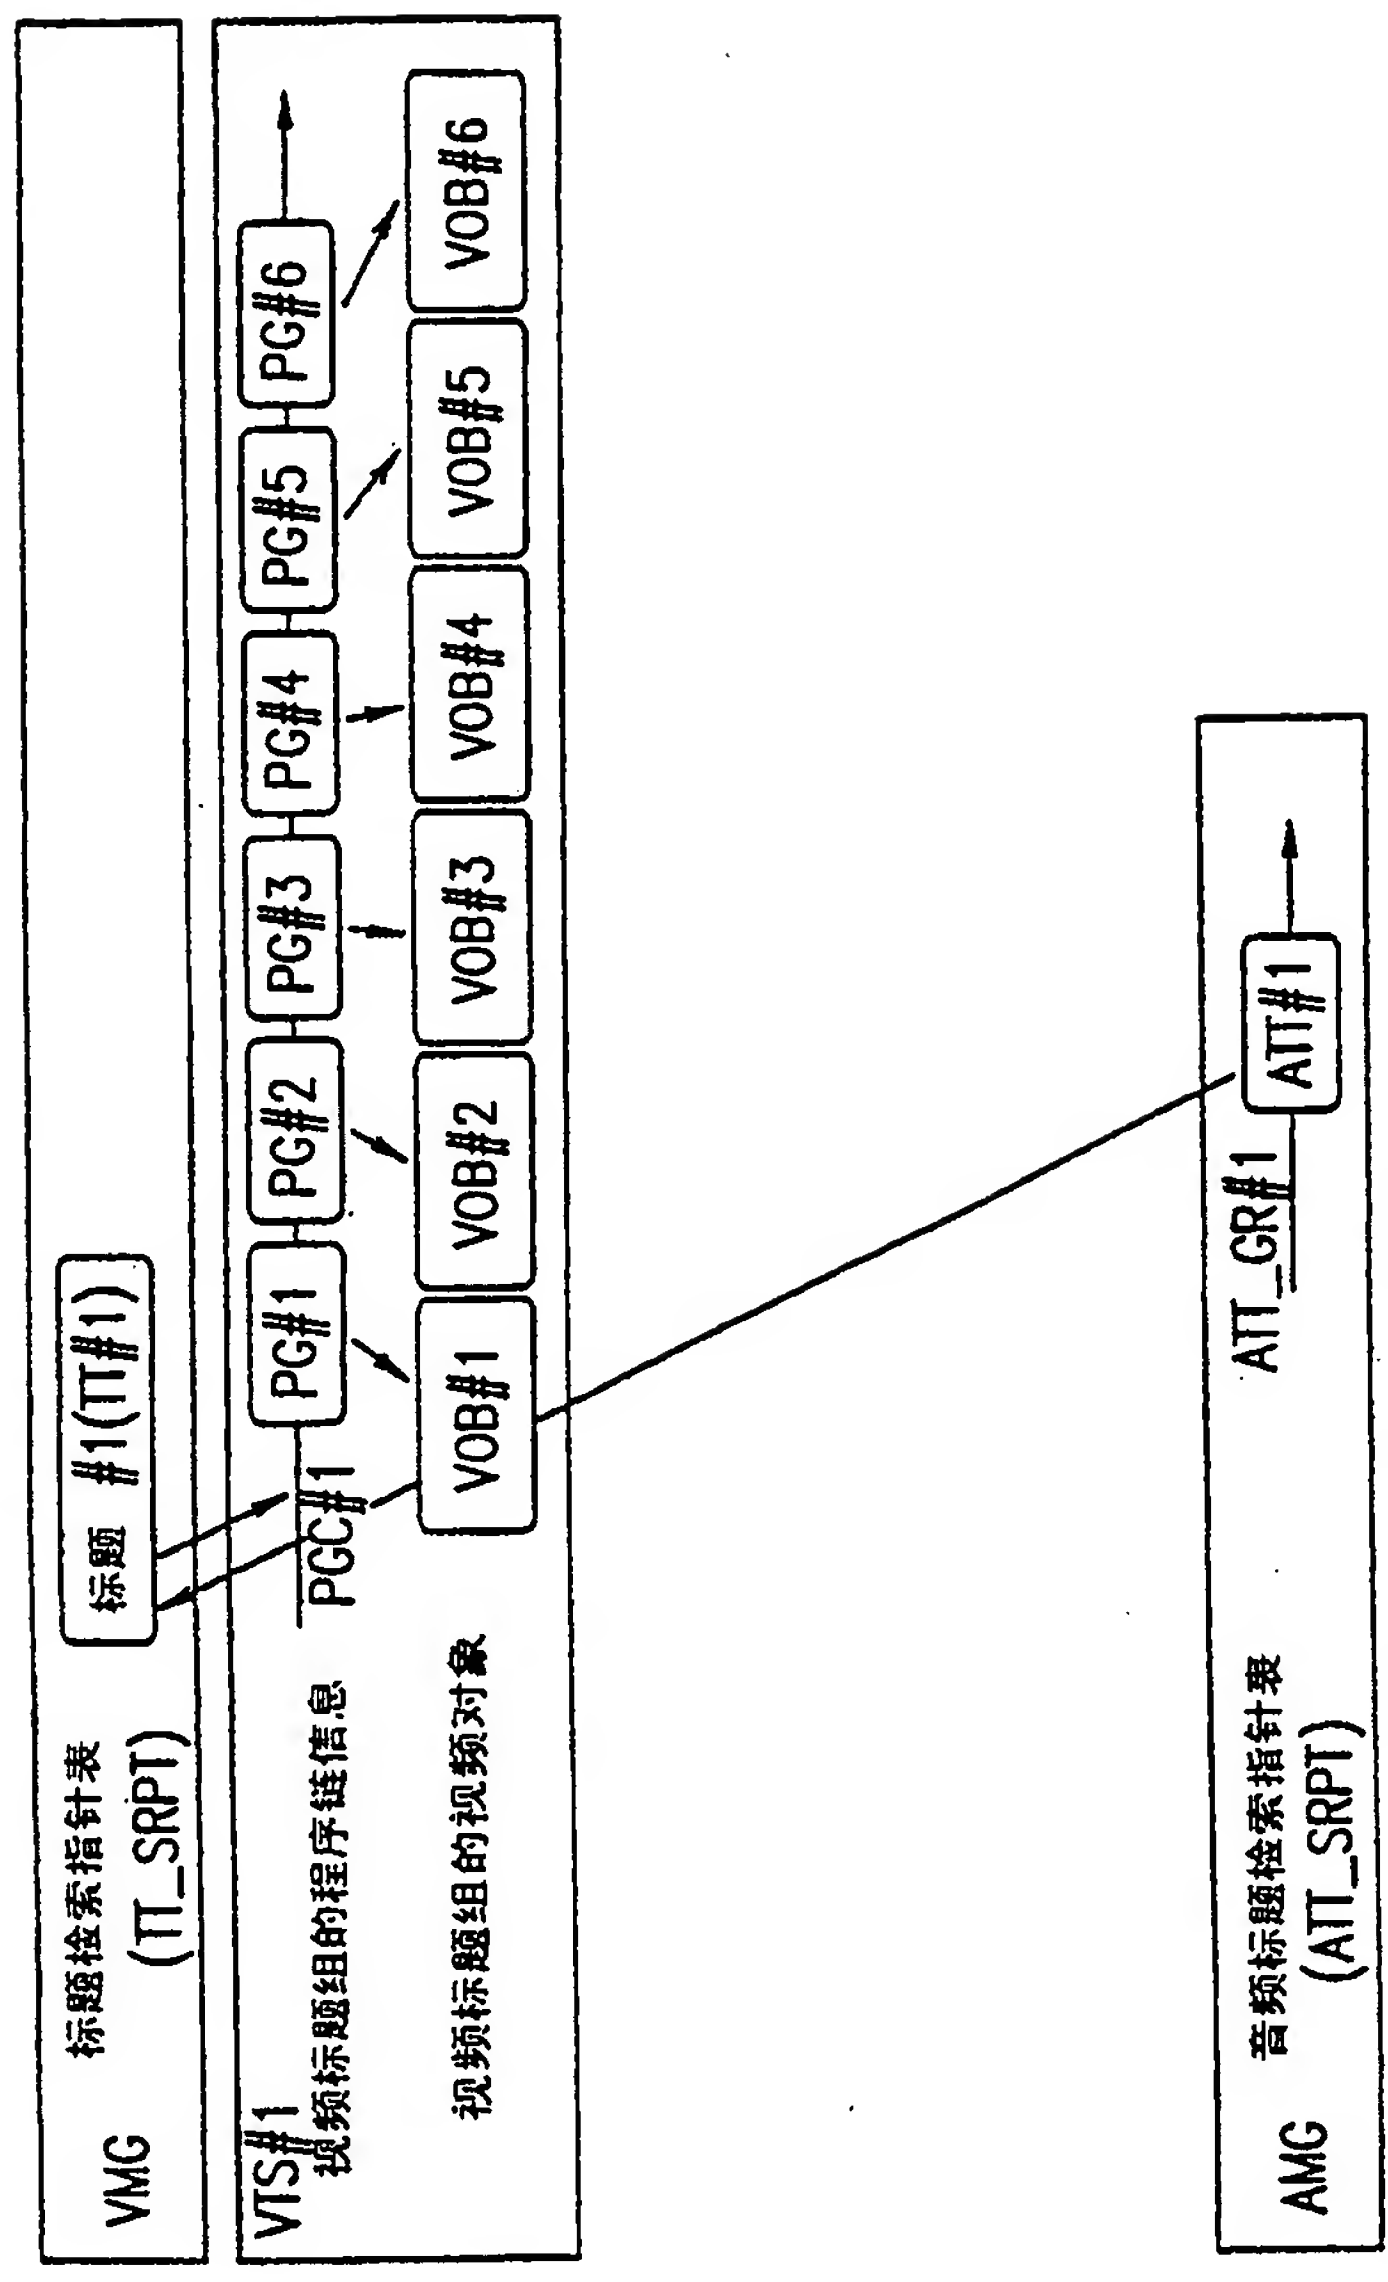 VMG
标题检索指针表
(TT_SRPT)
标题 #1(TT#1)
VTS#1
视频标题组的程序链信息
PGC#1
PG#1
PG#2
PG#3
PG#4
PG#5
PG#6
视频标题组的视频对象
VOB#1
VOB#2
VOB#3
VOB#4
VOB#5
VOB#6
AMG
音频标题检索指针表
(ATT_SRPT)
ATT_GR#1
ATT#1